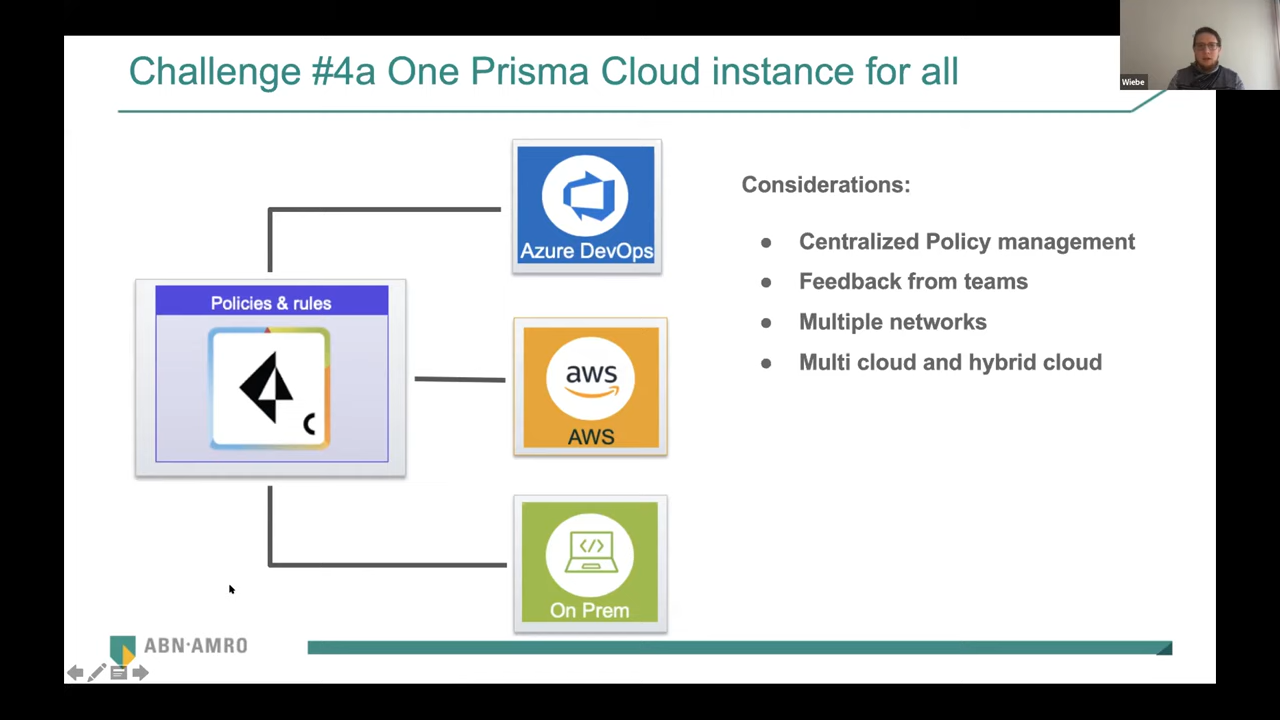 Challenge #4a One Prisma Cloud instance for all
Wiebe
Policies & rules
Azure DevOps
aws
AWS
</>
On Prem
Considerations:
● Centralized Policy management
● Feedback from teams
● Multiple networks
● Multi cloud and hybrid cloud
ABN·AMRO